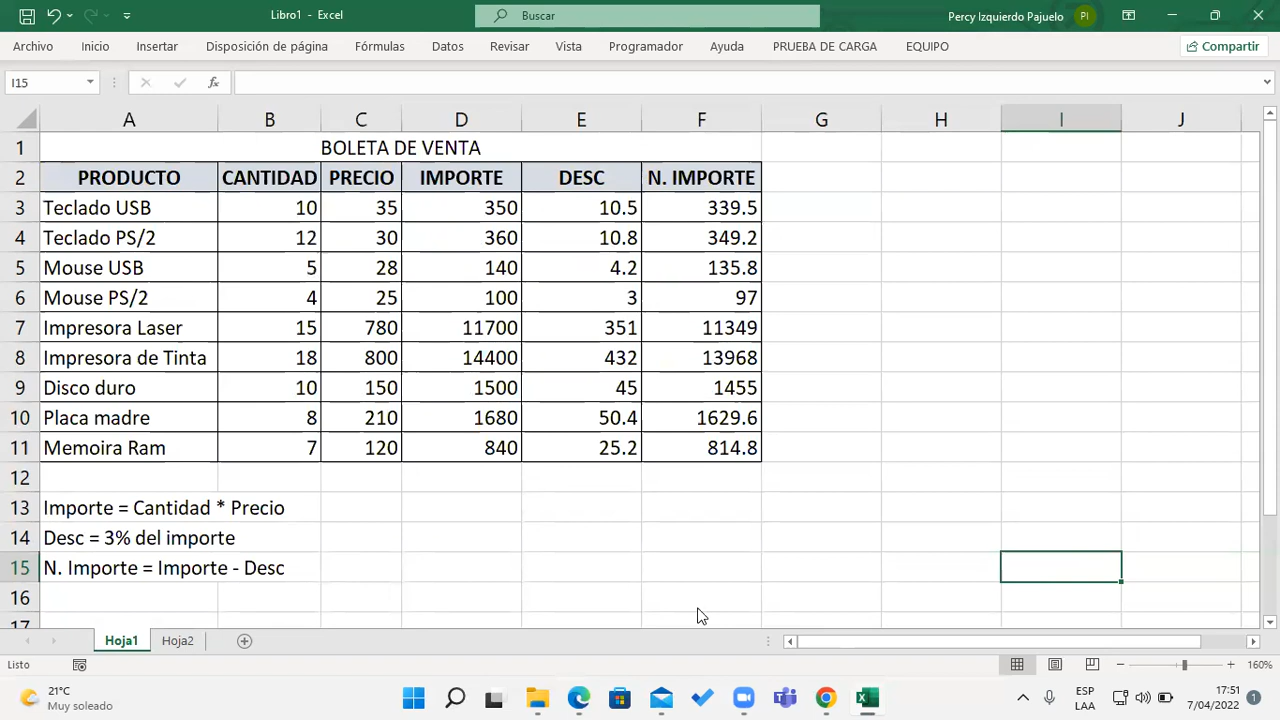 Libro1 - Excel
Buscar
Percy Izquierdo Pajuelo
PI
Archivo Inicio Insertar Disposición de página Fórmulas Datos Revisar Vista Programador Ayuda PRUEBA DE CARGA EQUIPO Compartir
I15 fx
A B C D E F G H I J
1 BOLETA DE VENTA
2 PRODUCTO CANTIDAD PRECIO IMPORTE DESC N. IMPORTE
3 Teclado USB 10 35 350 10.5 339.5
4 Teclado PS/2 12 30 360 10.8 349.2
5 Mouse USB 5 28 140 4.2 135.8
6 Mouse PS/2 4 25 100 3 97
7 Impresora Laser 15 780 11700 351 11349
8 Impresora de Tinta 18 800 14400 432 13968
9 Disco duro 10 150 1500 45 1455
10 Placa madre 8 210 1680 50.4 1629.6
11 Memoira Ram 7 120 840 25.2 814.8
12
13 Importe = Cantidad * Precio
14 Desc = 3% del importe
15 N. Importe = Importe - Desc
16
17
Hoja1 Hoja2
Listo 160%
21°C
Muy soleado
ESP
LAA
17:51
7/04/2022
1